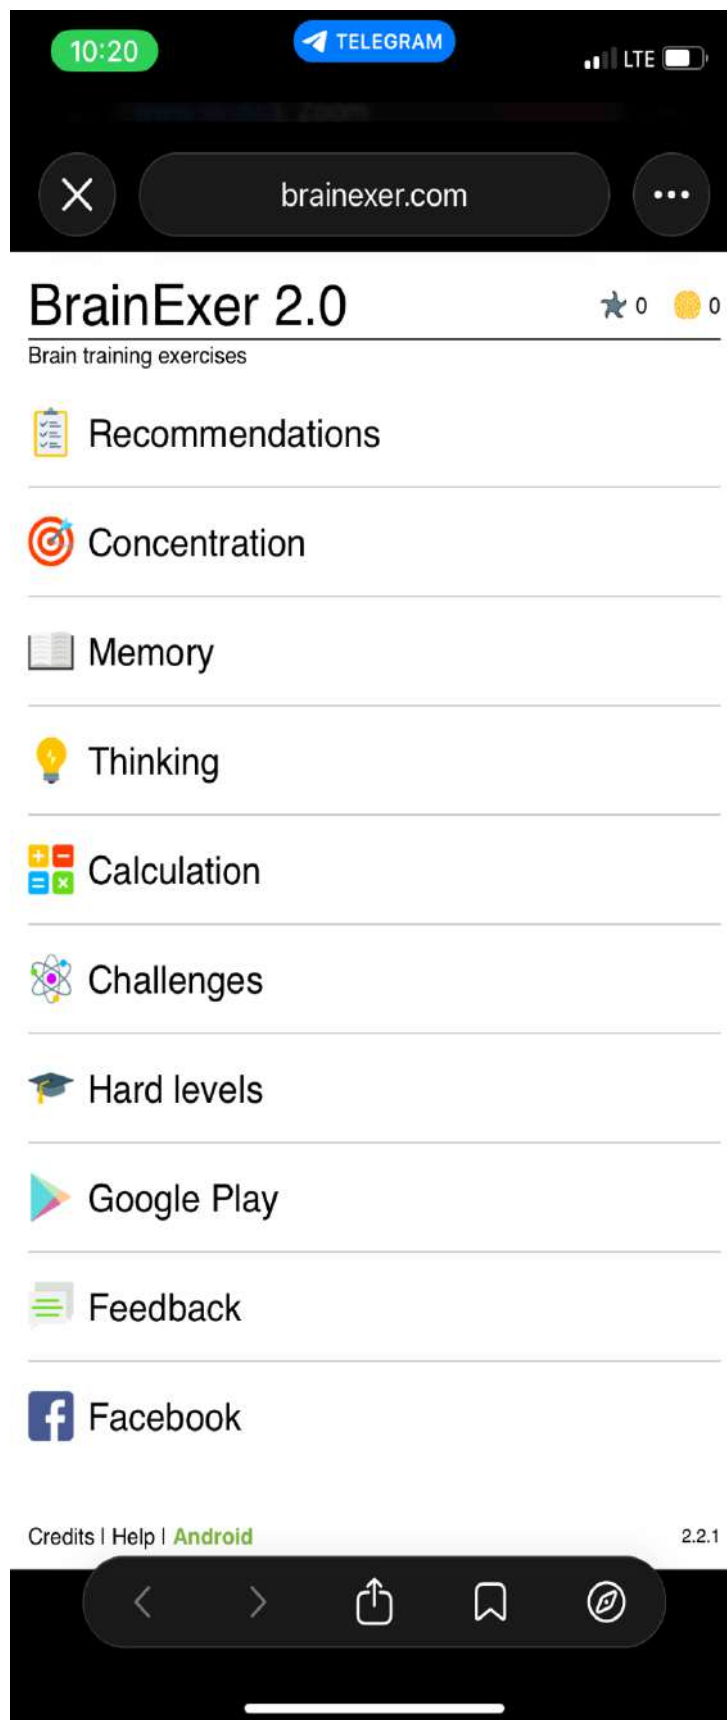 10:20
TELEGRAM
LTE
brainexer.com
BrainExer 2.0
0
0
Brain training exercises
Recommendations
Concentration
Memory
Thinking
Calculation
Challenges
Hard levels
Google Play
Feedback
Facebook
Credits | Help | Android
2.2.1